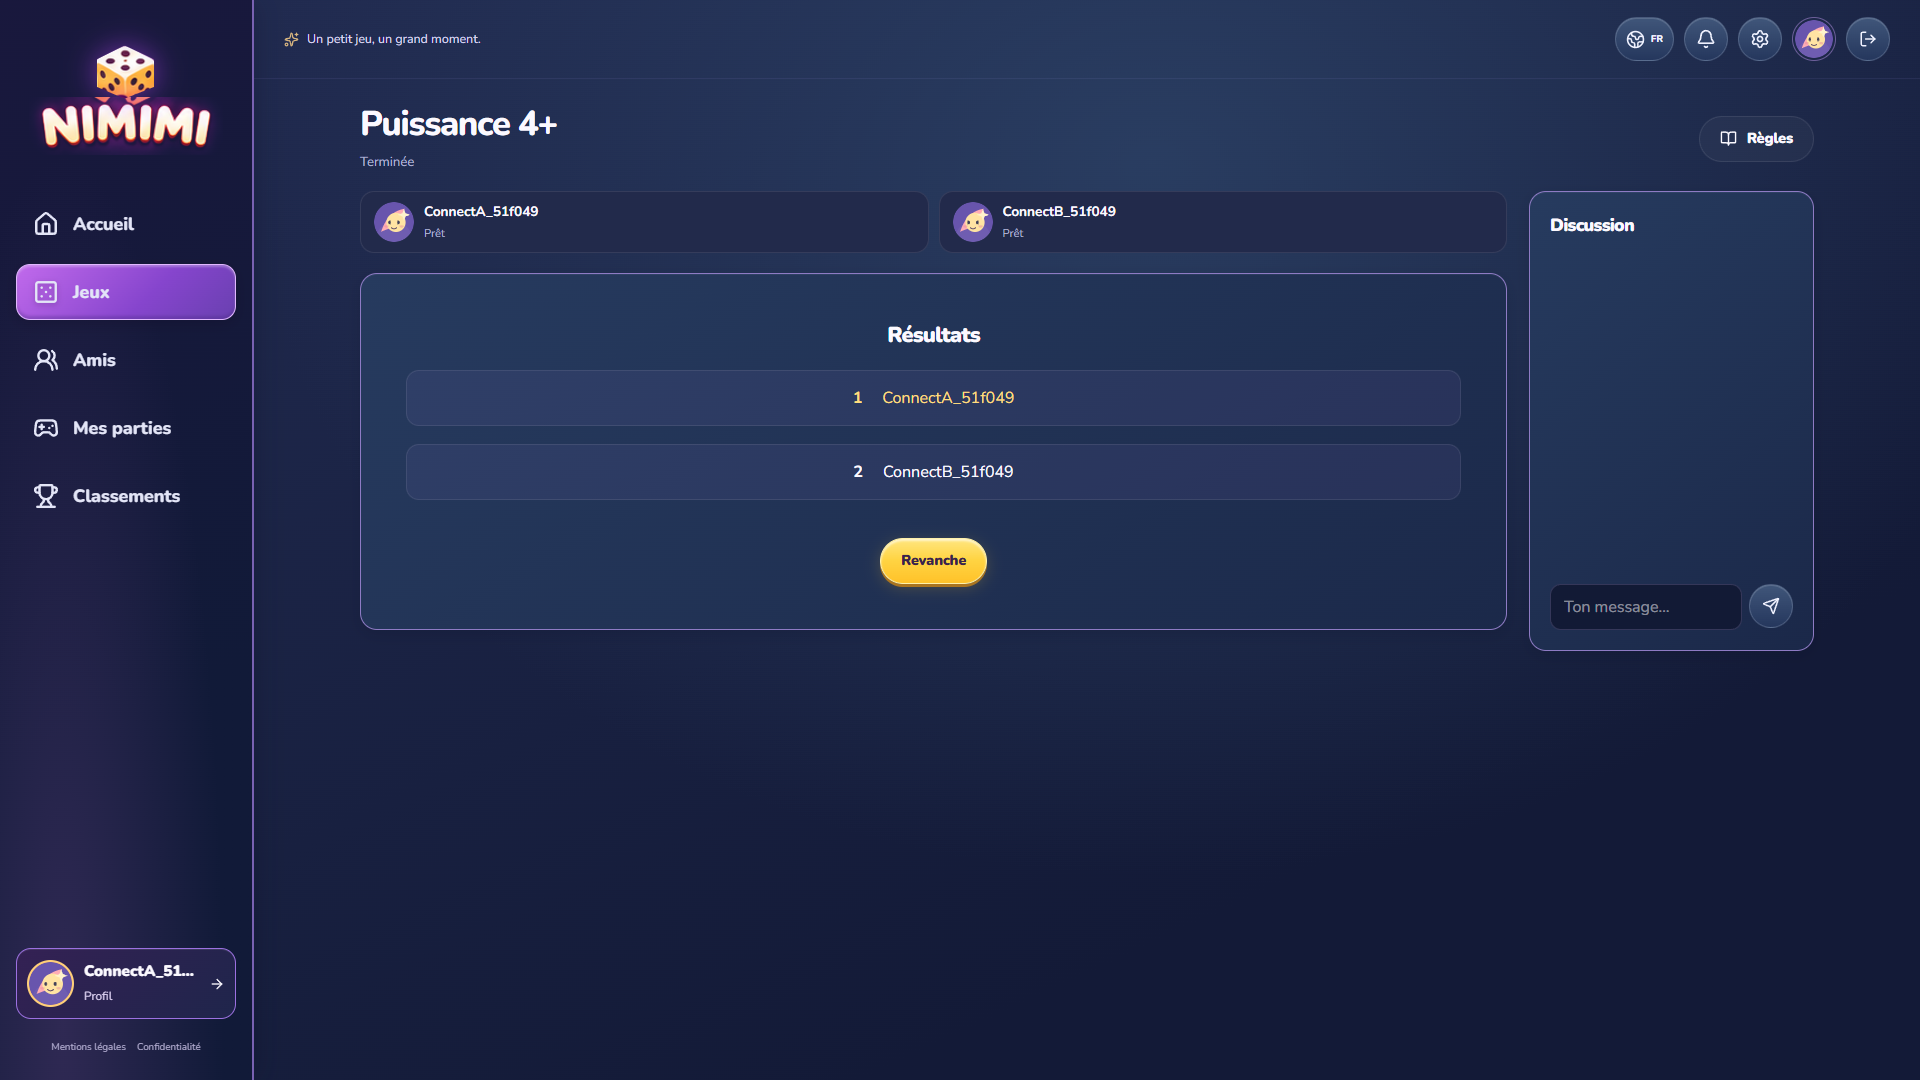 NIMIMI
Accueil
Jeux
Amis
Mes parties
Classements
ConnectA_51...
Profil
Mentions légales Confidentialité
Un petit jeu, un grand moment.
FR
Puissance 4+
Terminée
Règles
ConnectA_51f049
Prêt
ConnectB_51f049
Prêt
Résultats
1 ConnectA_51f049
2 ConnectB_51f049
Revanche
Discussion
Ton message...